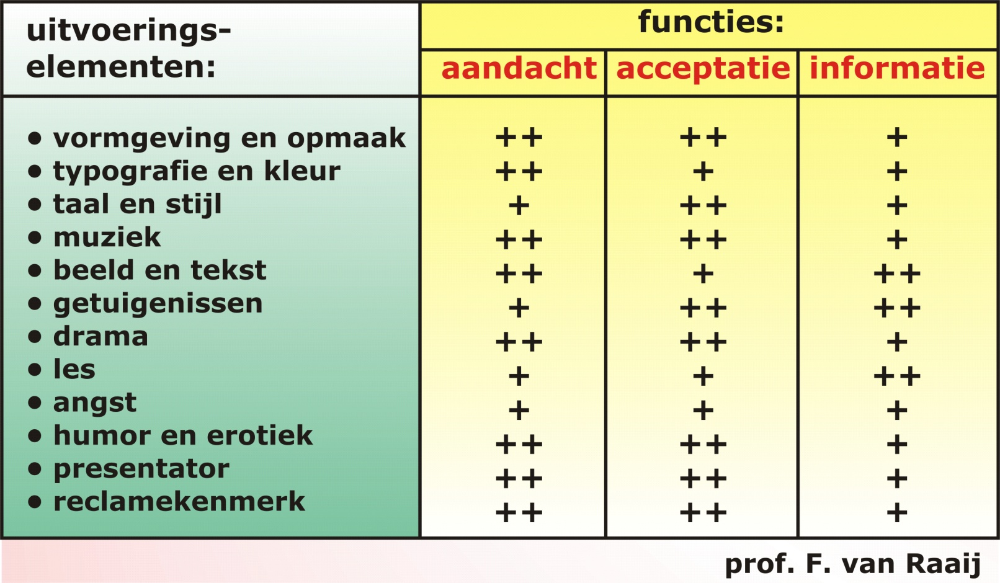 uitvoerings-
elementen:
functies:
aandacht acceptatie informatie
• vormgeving en opmaak ++ ++ +
• typografie en kleur ++ + +
• taal en stijl + ++ +
• muziek ++ ++ +
• beeld en tekst ++ + ++
• getuigenissen + ++ ++
• drama ++ ++ +
• les + + ++
• angst + + +
• humor en erotiek ++ ++ +
• presentator ++ ++ +
• reclamekenmerk ++ ++ +
prof. F. van Raaij